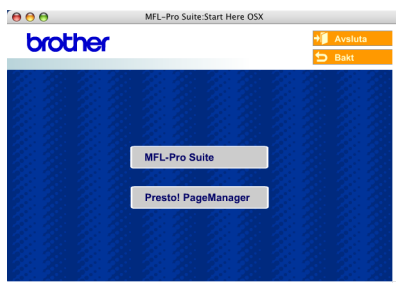 MFL-Pro Suite:Start Here OSX
brother
Avsluta
Bakt
MFL-Pro Suite
Presto! PageManager